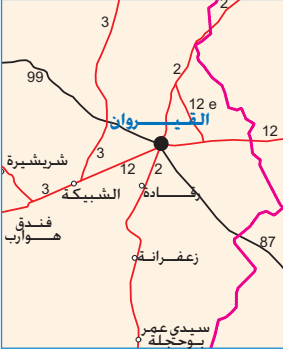 3
2
99
2
12 e
القيروان
12
3
12
2
شريشيرة
3
الشبيكة
رقادة
فندق
هوارب
زعفرانة
87
سيدي عمر
بوحجلة